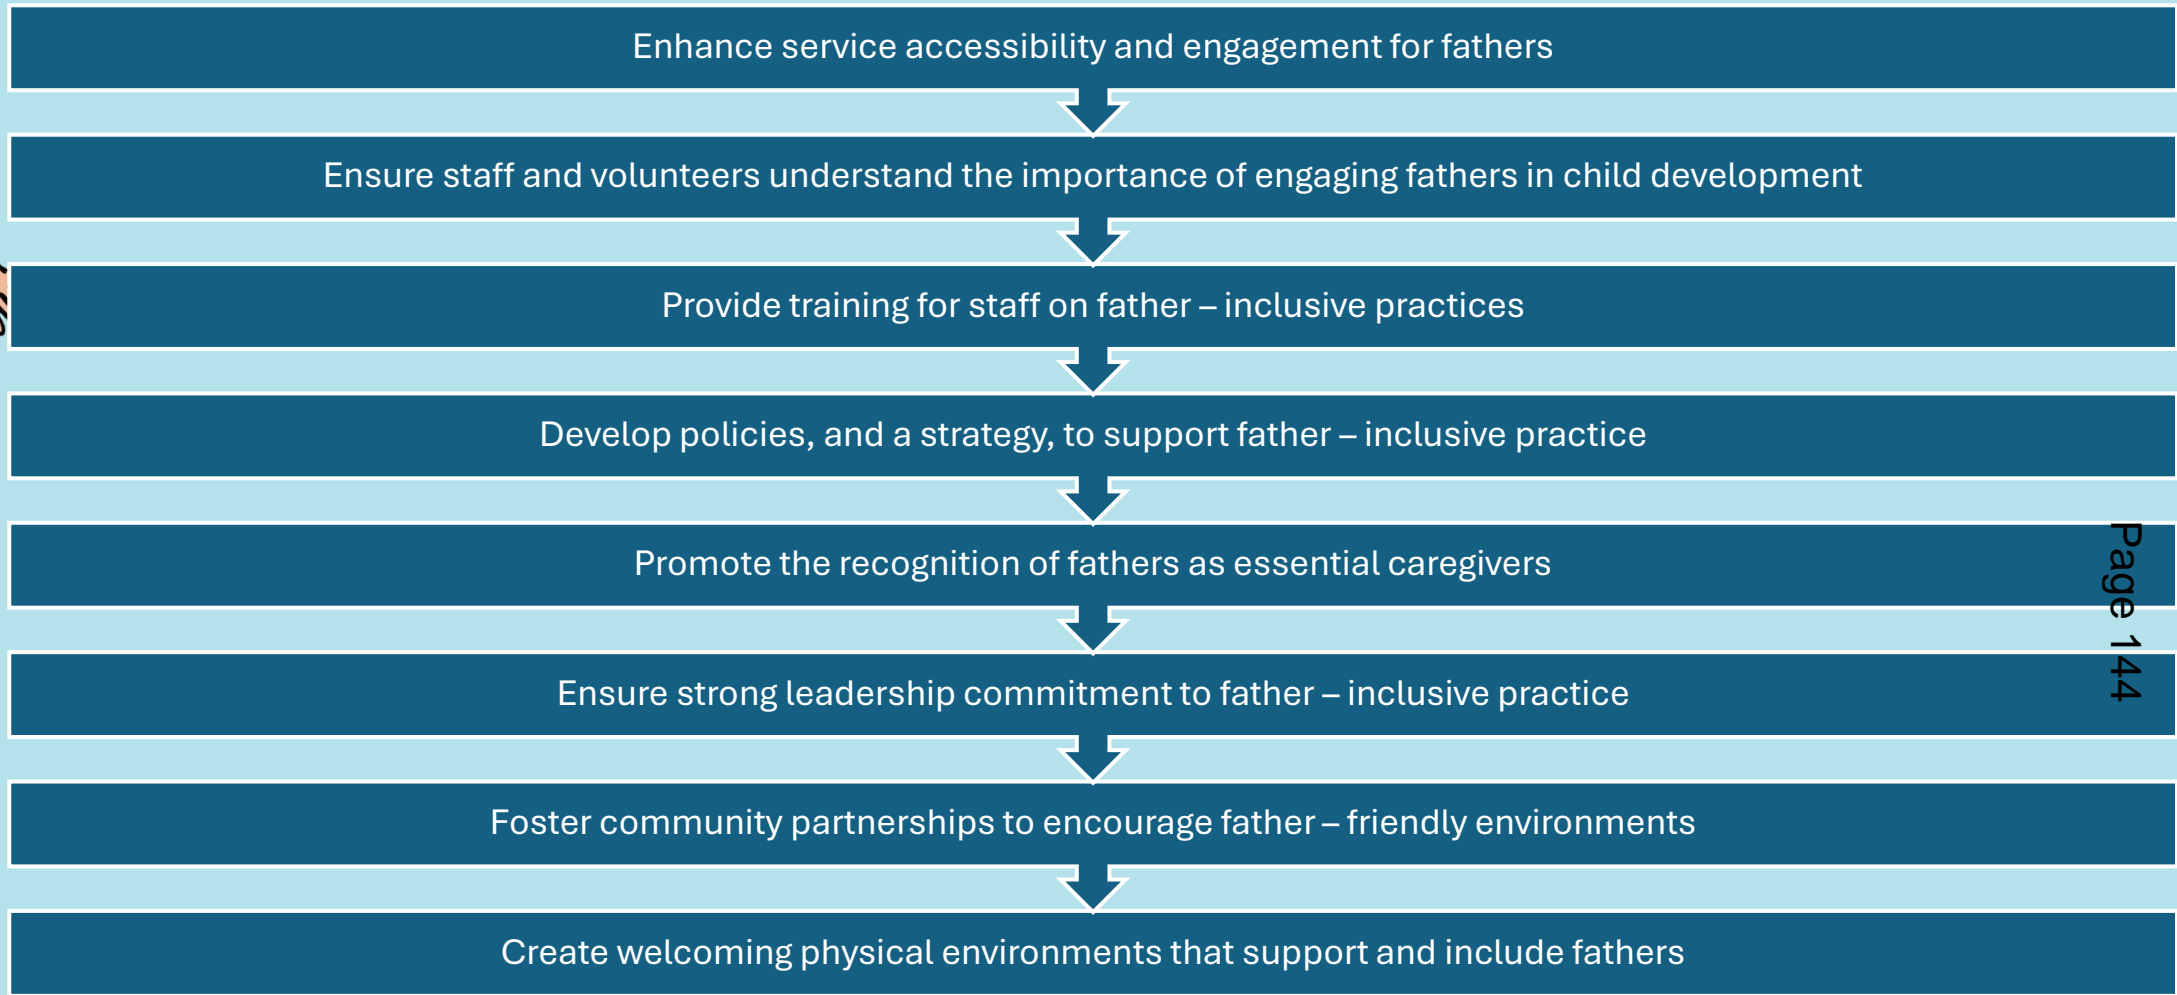 Enhance service accessibility and engagement for fathers
Ensure staff and volunteers understand the importance of engaging fathers in child development
Provide training for staff on father – inclusive practices
Develop policies, and a strategy, to support father – inclusive practice
Promote the recognition of fathers as essential caregivers
Ensure strong leadership commitment to father – inclusive practice
Foster community partnerships to encourage father – friendly environments
Create welcoming physical environments that support and include fathers
Page 144